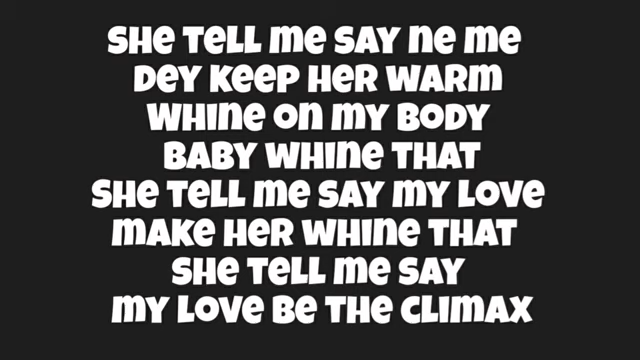 She tell me say ne me
dey keep her warm
whine on my body
baby whine that
She tell me say my love
make her whine that
She tell me say
my love be the climax